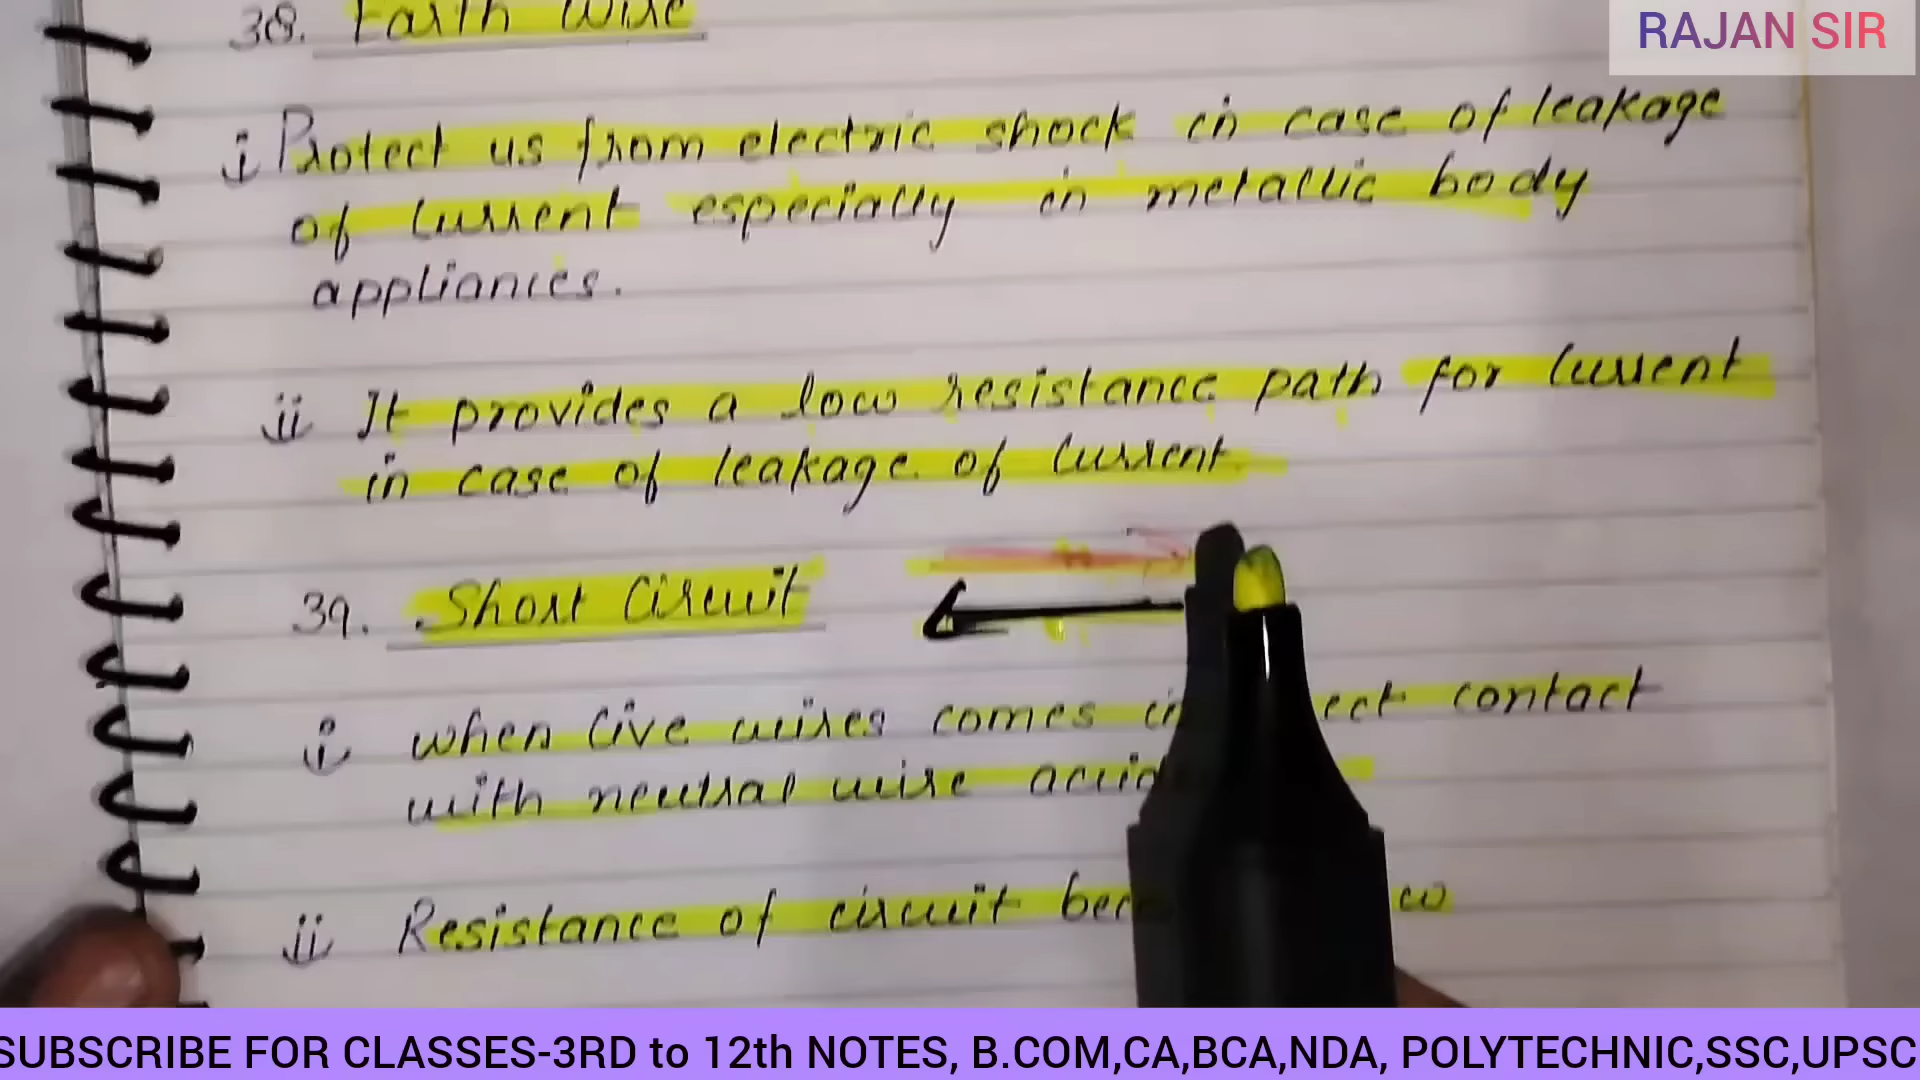 RAJAN SIR
38. Earth Wire
i Protect us from electric shock in case of leakage
of Current especially in metallic body
appliances.
ii It provides a low resistance path for Current
in case of leakage of Current.
39. Short Circuit
i when live wires comes in contact
with neutral wire
ii Resistance of circuit
SUBSCRIBE FOR CLASSES-3RD to 12th NOTES, B.COM,CA,BCA,NDA, POLYTECHNIC,SSC,UPSC